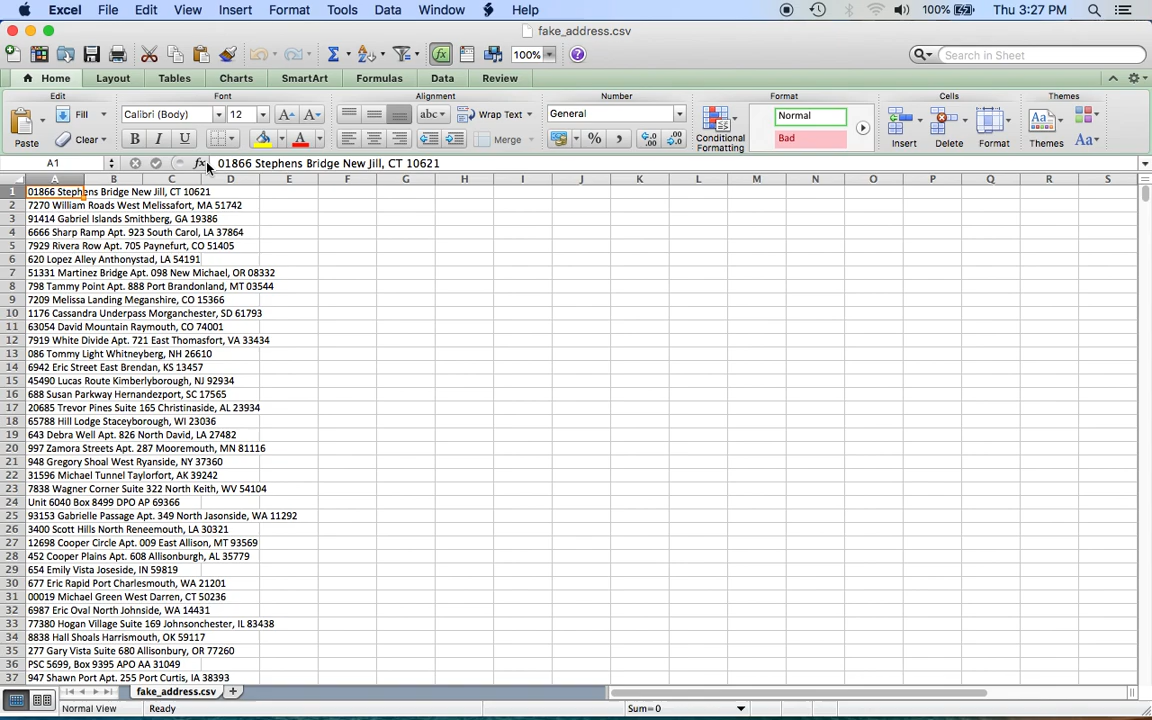 Excel File Edit View Insert Format Tools Data Window Help 100% Thu 3:27 PM
fake_address.csv
100% Search in Sheet
Home Layout Tables Charts SmartArt Formulas Data Review
Edit Font Alignment Number Format Cells Themes
Fill Calibri (Body) 12 A A abc Wrap Text General Normal
Paste Clear B I U A Merge % , .0 .00 .00 .0 Conditional Formatting Bad Insert Delete Format Themes Aa
A1 fx 01866 Stephens Bridge New Jill, CT 10621
A B C D E F G H I J K L M N O P Q R S
1 01866 Stephens Bridge New Jill, CT 10621
2 7270 William Roads West Melissafort, MA 51742
3 91414 Gabriel Islands Smithberg, GA 19386
4 6666 Sharp Ramp Apt. 923 South Carol, LA 37864
5 7929 Rivera Row Apt. 705 Paynefurt, CO 51405
6 620 Lopez Alley Anthonystad, LA 54191
7 51331 Martinez Bridge Apt. 098 New Michael, OR 08332
8 798 Tammy Point Apt. 888 Port Brandonland, MT 03544
9 7209 Melissa Landing Meganshire, CO 15366
10 1176 Cassandra Underpass Morganchester, SD 61793
11 63054 David Mountain Raymouth, CO 74001
12 7919 White Divide Apt. 721 East Thomasfort, VA 33434
13 086 Tommy Light Whitneyberg, NH 26610
14 6942 Eric Street East Brendan, KS 13457
15 45490 Lucas Route Kimberlyborough, NJ 92934
16 688 Susan Parkway Hernandezport, SC 17565
17 20685 Trevor Pines Suite 165 Christinaside, AL 23934
18 65788 Hill Lodge Staceyborough, WI 23036
19 643 Debra Well Apt. 826 North David, LA 27482
20 997 Zamora Streets Apt. 287 Mooremouth, MN 81116
21 948 Gregory Shoal West Ryanside, NY 37360
22 31596 Michael Tunnel Taylorfort, AK 39242
23 7838 Wagner Corner Suite 322 North Keith, WV 54104
24 Unit 6040 Box 8499 DPO AP 69366
25 93153 Gabrielle Passage Apt. 349 North Jasonside, WA 11292
26 3400 Scott Hills North Reneemouth, LA 30321
27 12698 Cooper Circle Apt. 009 East Allison, MT 93569
28 452 Cooper Plains Apt. 608 Allisonburgh, AL 35779
29 654 Emily Vista Joseside, IN 59819
30 677 Eric Rapid Port Charlesmouth, WA 21201
31 00019 Michael Green West Darren, CT 50236
32 6987 Eric Oval North Johnside, WA 14431
33 77380 Hogan Village Suite 169 Johnsonchester, IL 83438
34 8838 Hall Shoals Harrismouth, OK 59117
35 277 Gary Vista Suite 680 Allisonbury, OR 77260
36 PSC 5699, Box 9395 APO AA 31049
37 947 Shawn Port Apt. 255 Port Curtis, IA 38393
fake_address.csv
Normal View Ready Sum=0